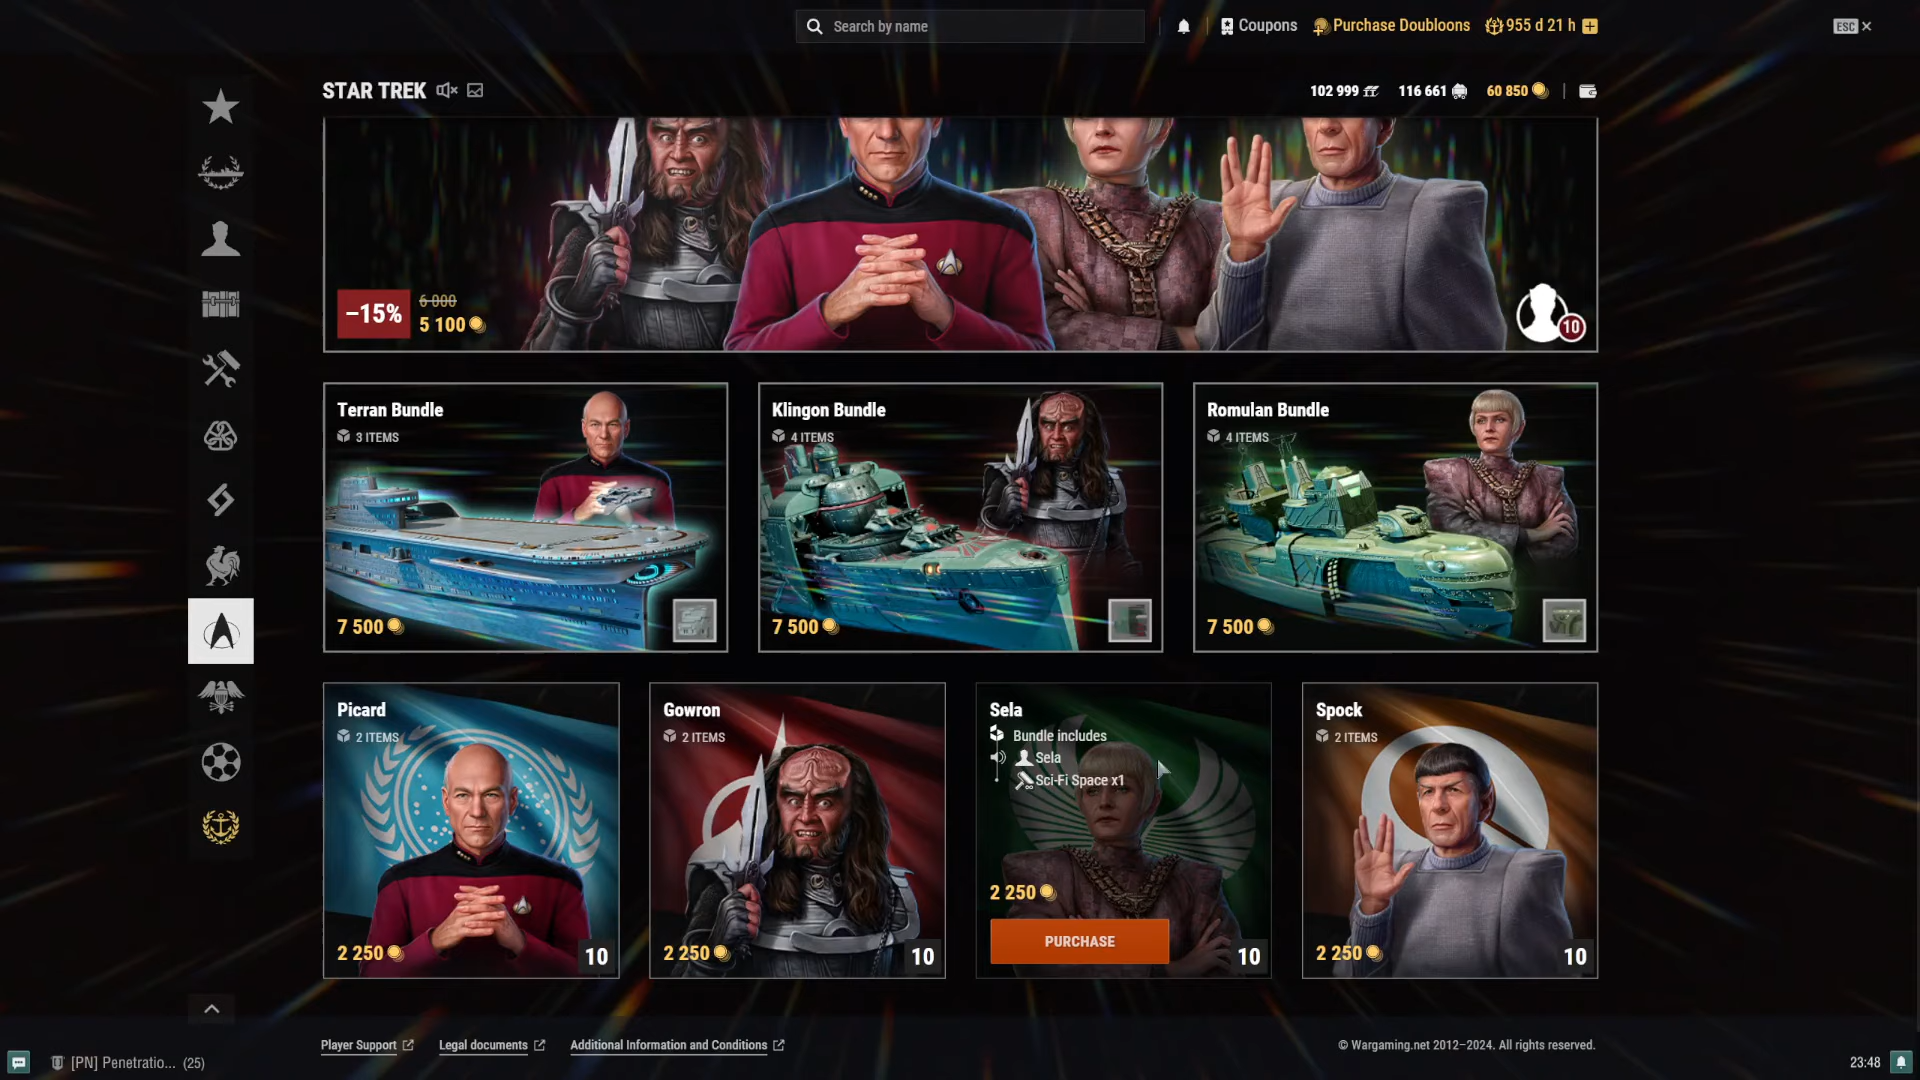 Search by name
Coupons
Purchase Doubloons
955 d 21 h
ESC
STAR TREK
102 999
116 661
60 850
−15%
6 000
5 100
10
Terran Bundle
3 ITEMS
7 500
Klingon Bundle
4 ITEMS
7 500
Romulan Bundle
4 ITEMS
7 500
Picard
2 ITEMS
2 250
10
Gowron
2 ITEMS
2 250
10
Sela
Bundle includes
Sela
Sci-Fi Space x1
2 250
PURCHASE
10
Spock
2 ITEMS
2 250
10
Player Support
Legal documents
Additional Information and Conditions
© Wargaming.net 2012–2024. All rights reserved.
[PN] Penetratio... (25)
23:48